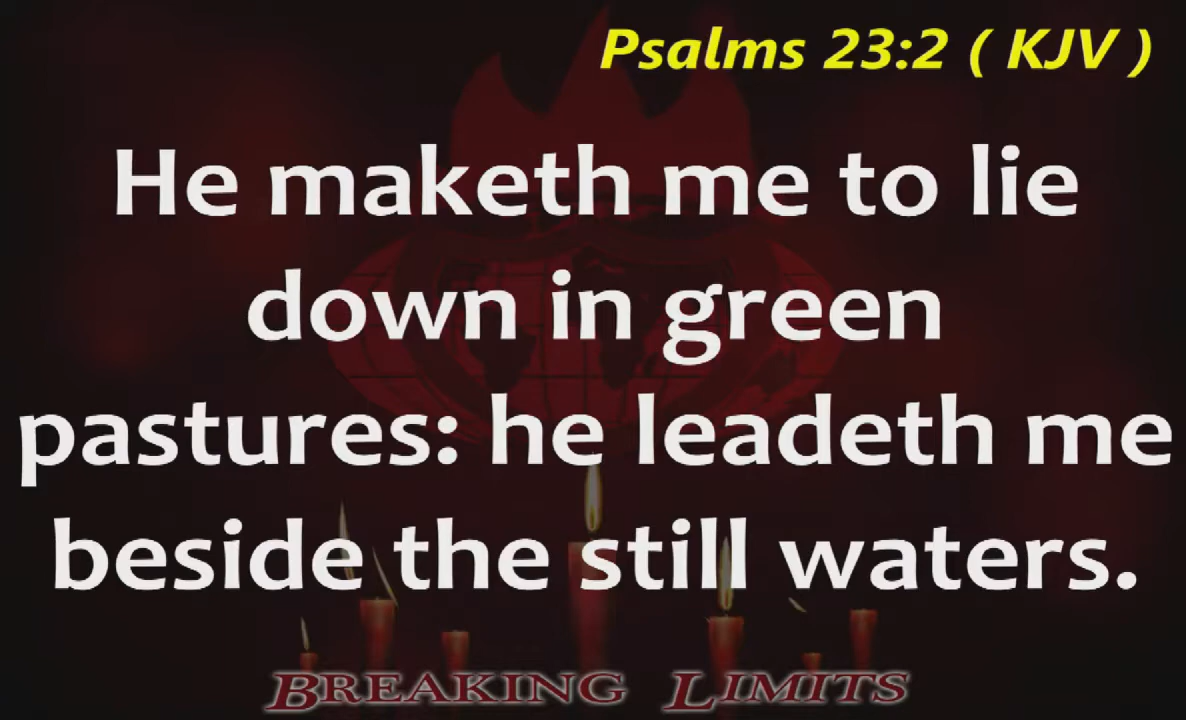 Psalms 23:2 ( KJV )
He maketh me to lie
down in green
pastures: he leadeth me
beside the still waters.
BREAKING LIMITS